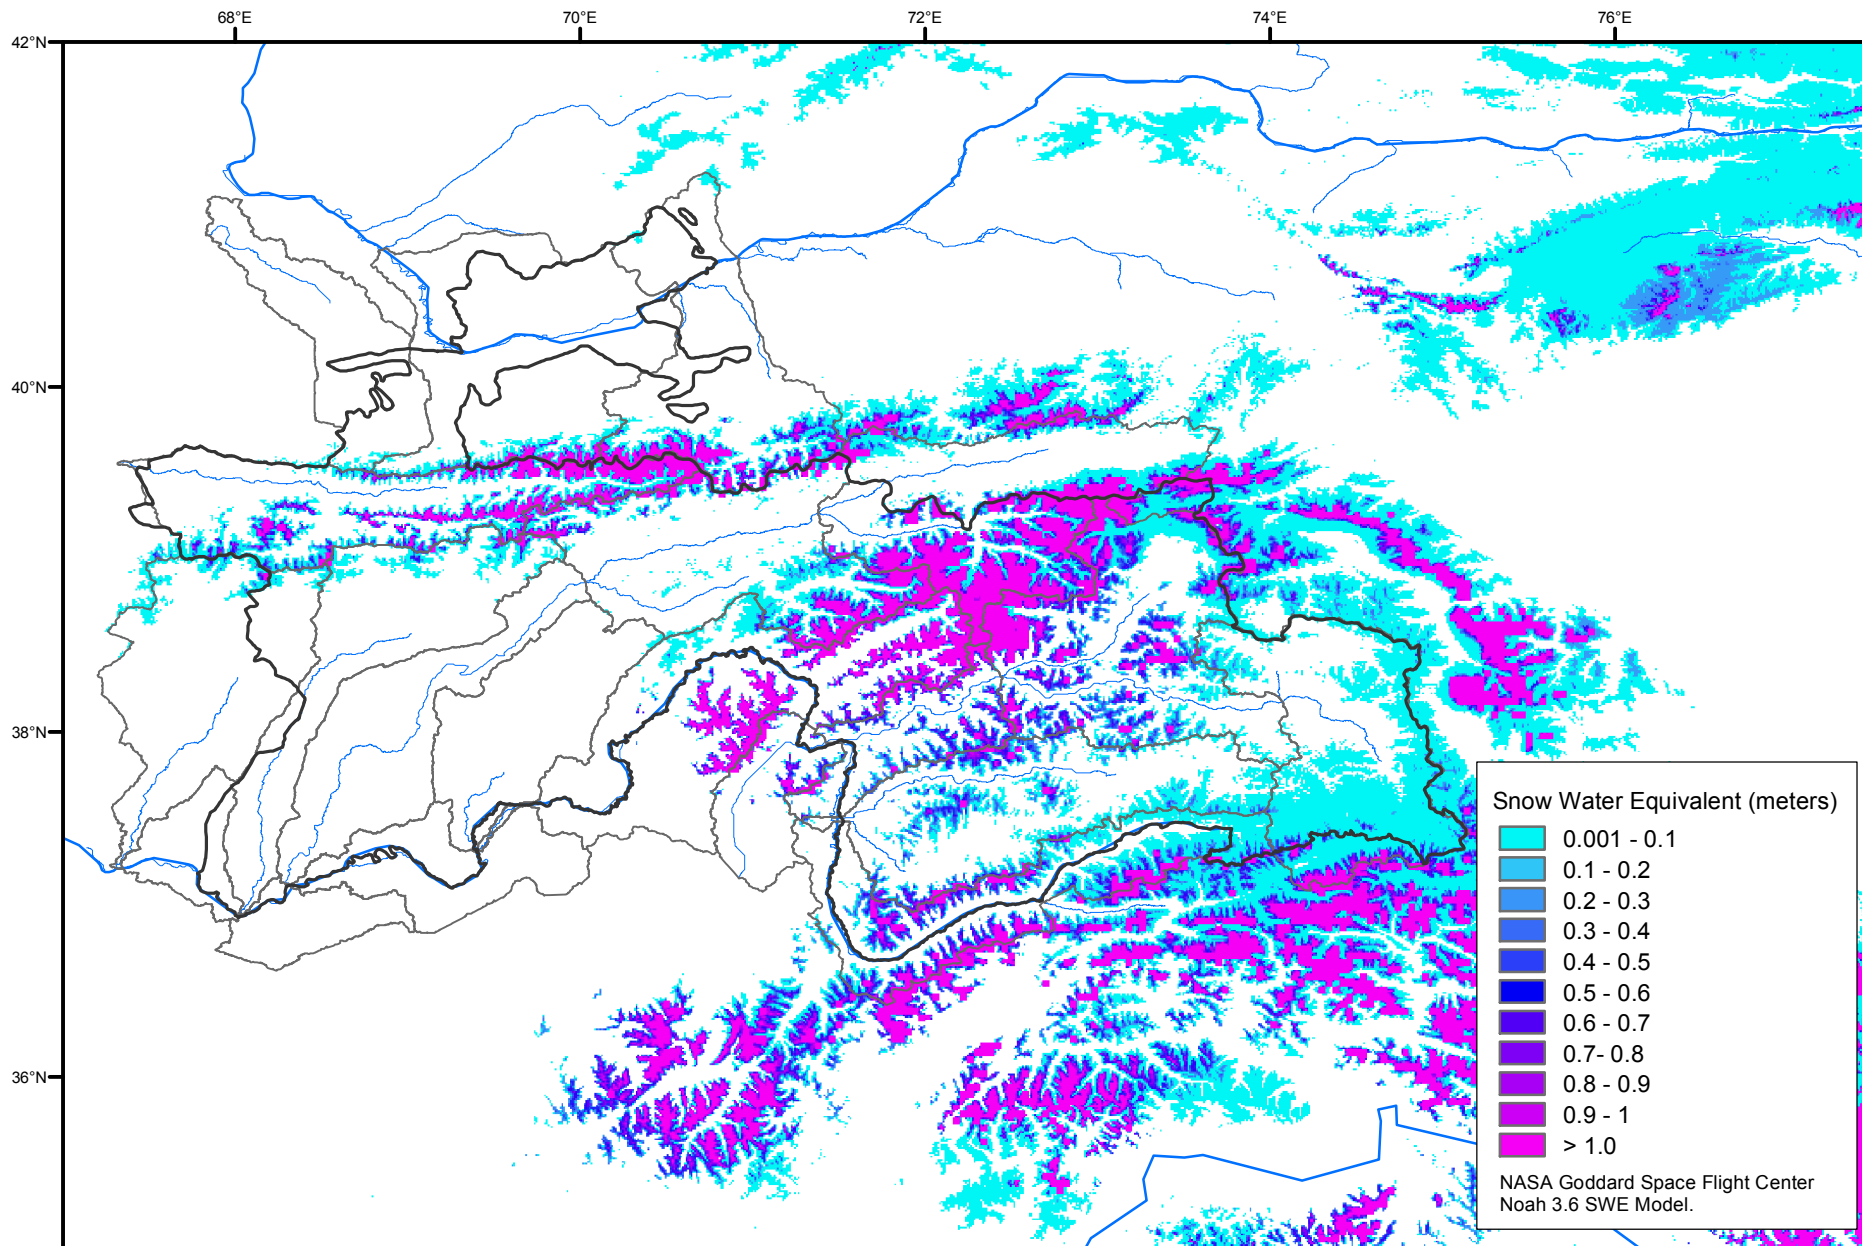 68°E
70°E
72°E
74°E
76°E
42°N
40°N
38°N
36°N
Snow Water Equivalent (meters)
0.001 - 0.1
0.1 - 0.2
0.2 - 0.3
0.3 - 0.4
0.4 - 0.5
0.5 - 0.6
0.6 - 0.7
0.7- 0.8
0.8 - 0.9
0.9 - 1
> 1.0
NASA Goddard Space Flight Center
Noah 3.6 SWE Model.